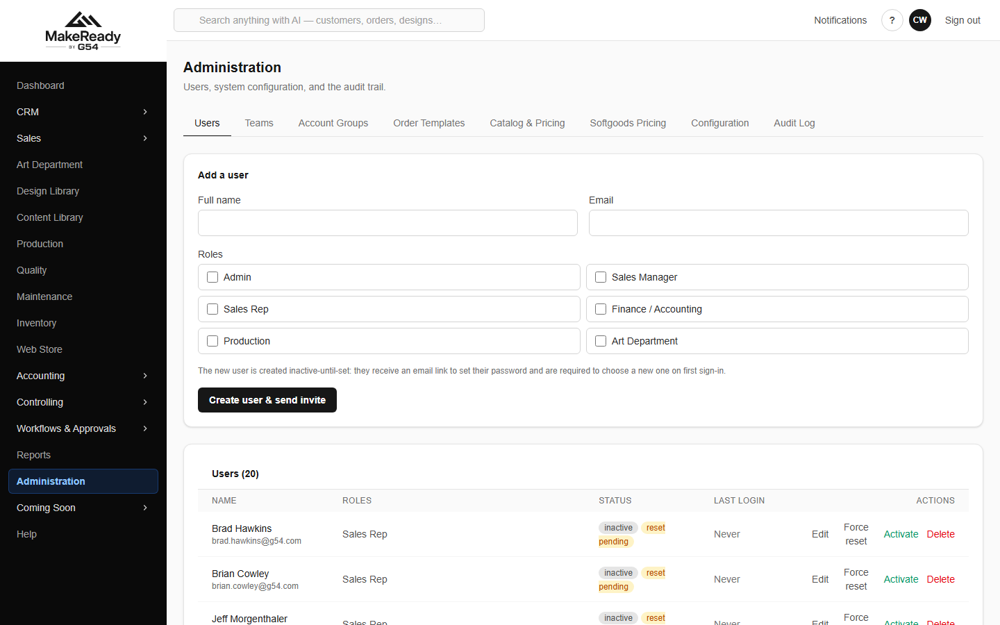 MakeReady
BY G54
Search anything with AI — customers, orders, designs…
Notifications
?
CW
Sign out
Dashboard
CRM
Sales
Art Department
Design Library
Content Library
Production
Quality
Maintenance
Inventory
Web Store
Accounting
Controlling
Workflows & Approvals
Reports
Administration
Coming Soon
Help
Administration
Users, system configuration, and the audit trail.
Users Teams Account Groups Order Templates Catalog & Pricing Softgoods Pricing Configuration Audit Log
Add a user
Full name Email
Roles
Admin Sales Manager
Sales Rep Finance / Accounting
Production Art Department
The new user is created inactive-until-set: they receive an email link to set their password and are required to choose a new one on first sign-in.
Create user & send invite
Users (20)
NAME ROLES STATUS LAST LOGIN ACTIONS
Brad Hawkins
brad.hawkins@g54.com
Sales Rep
inactive reset
pending
Never
Edit
Force
reset
Activate
Delete
Brian Cowley
brian.cowley@g54.com
Sales Rep
inactive reset
pending
Never
Edit
Force
reset
Activate
Delete
Jeff Morgenthaler
Sales Rep
inactive reset
Never
Edit
Force
Activate
Delete